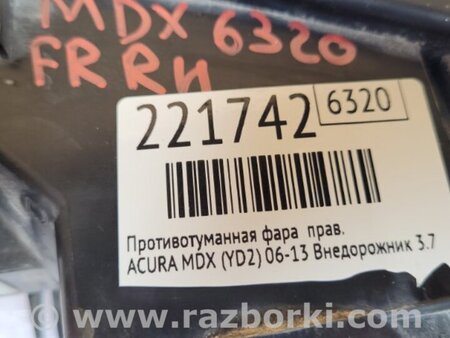 MDX 6320
FR RH
221742 6320
Противотуманная фара прав.
ACURA MDX (YD2) 06-13 Внедорожник 3.7
www.razborki.com